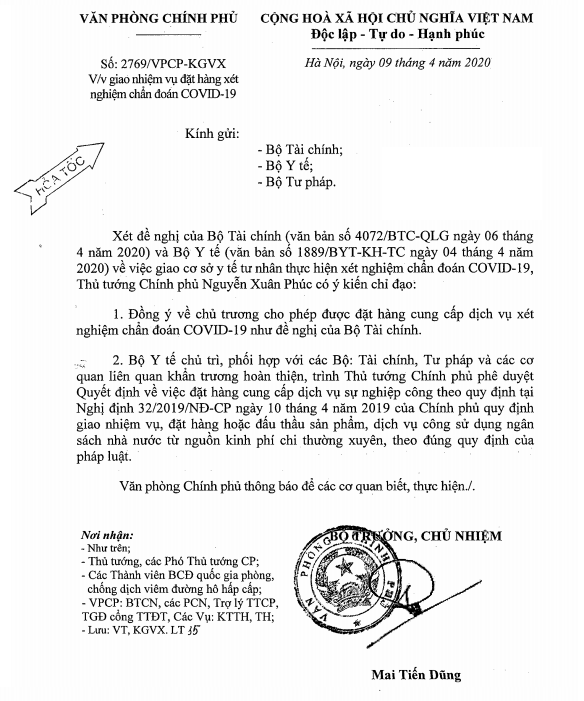 VĂN PHÒNG CHÍNH PHỦ
CỘNG HOÀ XÃ HỘI CHỦ NGHĨA VIỆT NAM
Độc lập - Tự do - Hạnh phúc
Số: 2769/VPCP-KGVX
V/v giao nhiệm vụ đặt hàng xét
nghiệm chẩn đoán COVID-19
Hà Nội, ngày 09 tháng 4 năm 2020
HỎA TỐC
Kính gửi:
- Bộ Tài chính;
- Bộ Y tế;
- Bộ Tư pháp.
Xét đề nghị của Bộ Tài chính (văn bản số 4072/BTC-QLG ngày 06 tháng
4 năm 2020) và Bộ Y tế (văn bản số 1889/BYT-KH-TC ngày 04 tháng 4 năm
2020) về việc giao cơ sở y tế tư nhân thực hiện xét nghiệm chẩn đoán COVID-19,
Thủ tướng Chính phủ Nguyễn Xuân Phúc có ý kiến chỉ đạo:
1. Đồng ý về chủ trương cho phép được đặt hàng cung cấp dịch vụ xét
nghiệm chẩn đoán COVID-19 như đề nghị của Bộ Tài chính.
2. Bộ Y tế chủ trì, phối hợp với các Bộ: Tài chính, Tư pháp và các cơ
quan liên quan khẩn trương hoàn thiện, trình Thủ tướng Chính phủ phê duyệt
Quyết định về việc đặt hàng cung cấp dịch vụ sự nghiệp công theo quy định tại
Nghị định 32/2019/NĐ-CP ngày 10 tháng 4 năm 2019 của Chính phủ quy định
giao nhiệm vụ, đặt hàng hoặc đấu thầu sản phẩm, dịch vụ công sử dụng ngân
sách nhà nước từ nguồn kinh phí chi thường xuyên, theo đúng quy định của
pháp luật.
Văn phòng Chính phủ thông báo để các cơ quan biết, thực hiện./.
Nơi nhận:
- Như trên;
- Thủ tướng, các Phó Thủ tướng CP;
- Các Thành viên BCĐ quốc gia phòng,
chống dịch viêm đường hô hấp cấp;
- VPCP: BTCN, các PCN, Trợ lý TTCP,
TGĐ cổng TTĐT, Các Vụ: KTTH, TH;
- Lưu: VT, KGVX. LT 35
BỘ TRƯỞNG, CHỦ NHIỆM
VĂN PHÒNG CHÍNH PHỦ
Mai Tiến Dũng